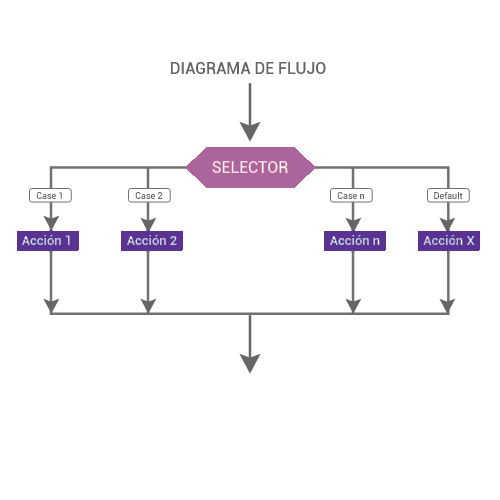 DIAGRAMA DE FLUJO
SELECTOR
Case 1
Case 2
Case n
Default
Acción 1
Acción 2
Acción n
Acción X